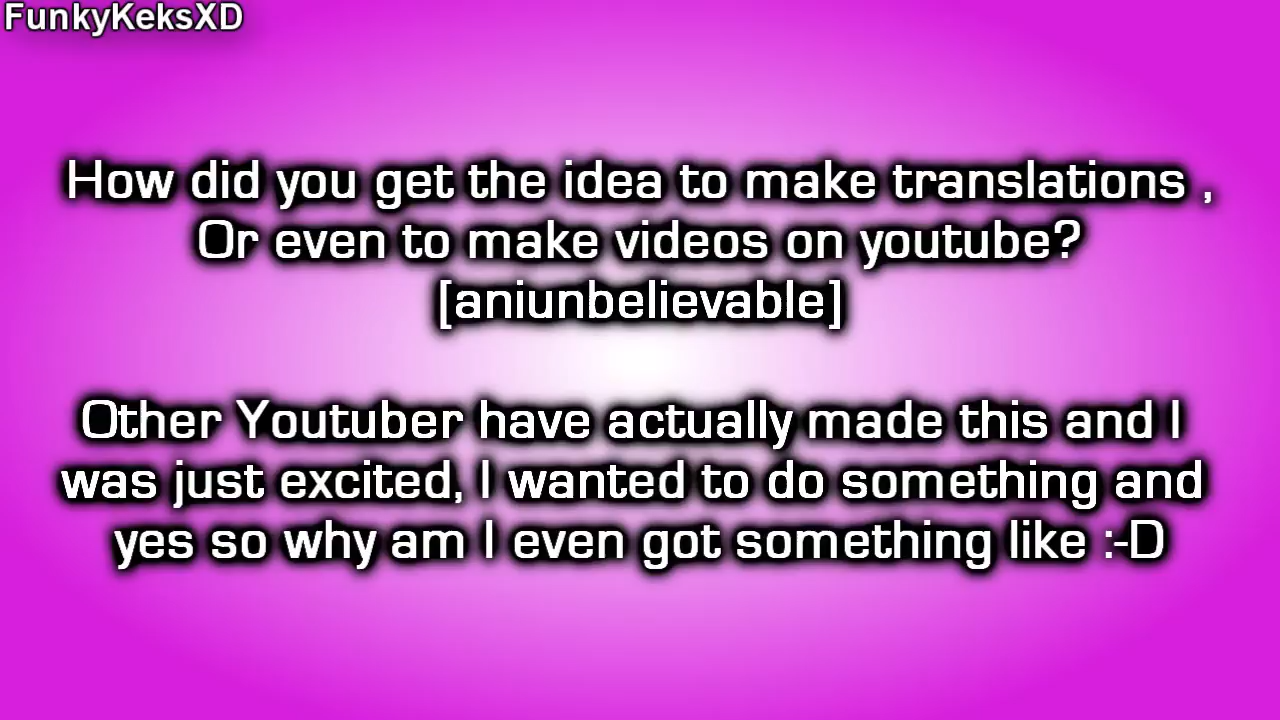 FunkyKeksXD
How did you get the idea to make translations ,
Or even to make videos on youtube?
[aniunbelievable]
Other Youtuber have actually made this and I
was just excited, I wanted to do something and
yes so why am I even got something like :-D